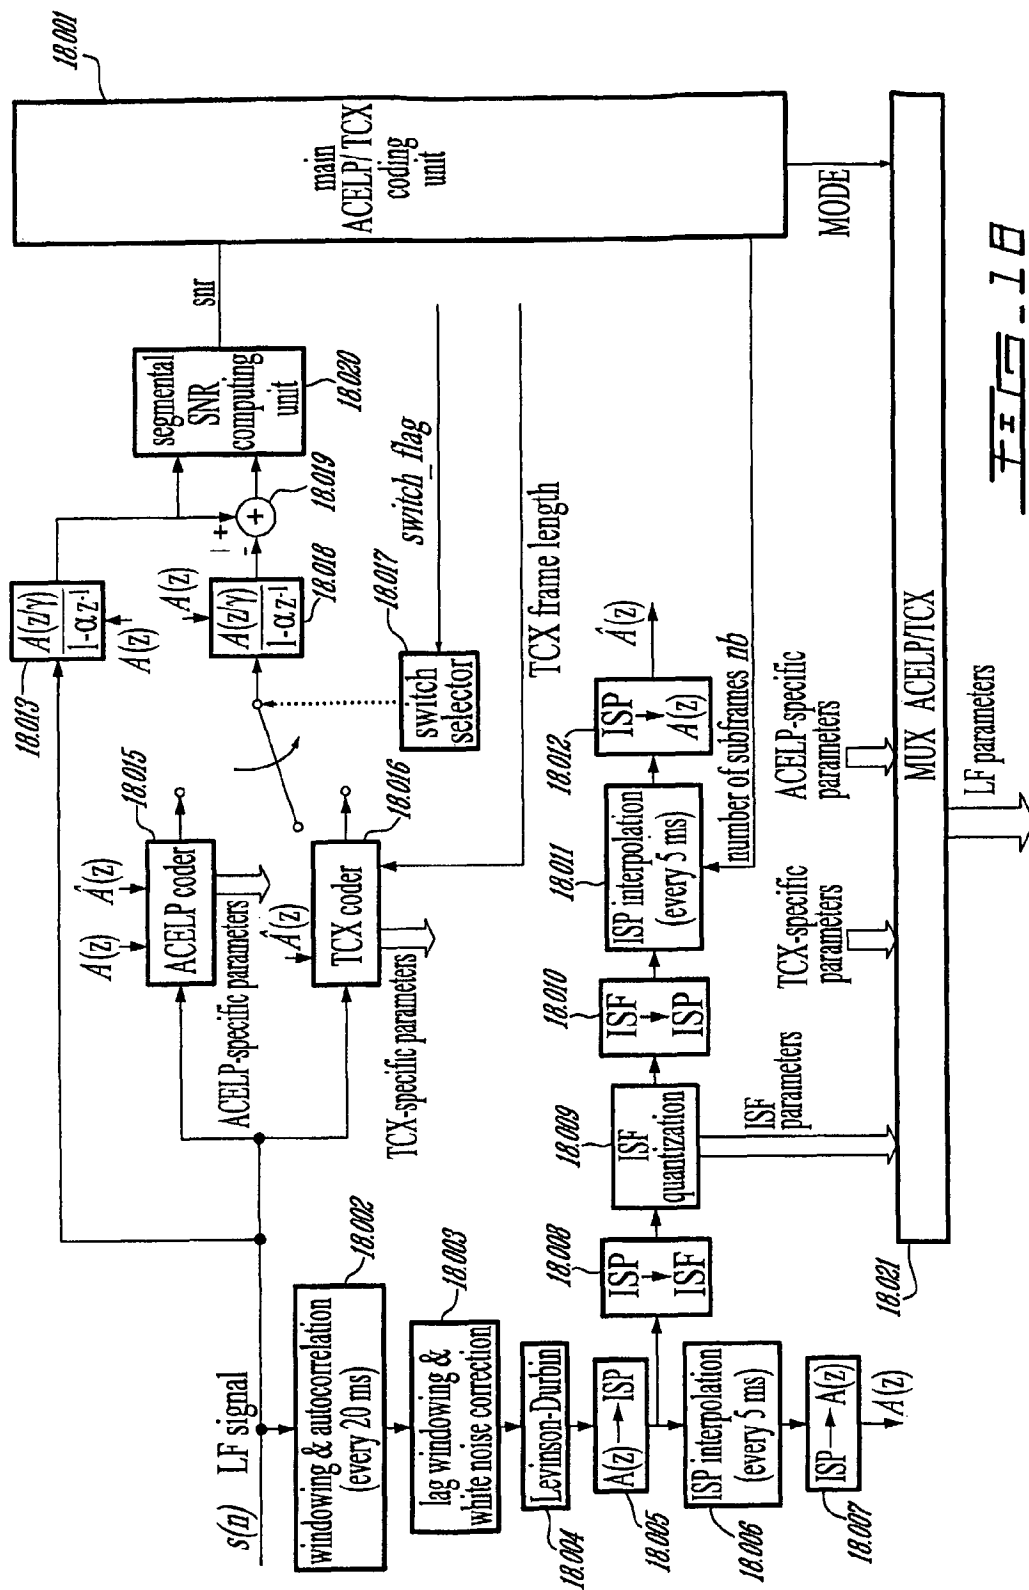 s(n) LF signal
18.013
A(z/γ)
1-αz⁻¹
A(z)
18.015
A(z)
Â(z)
ACELP coder
ACELP-specific parameters
18.016
Â(z)
TCX coder
TCX-specific parameters
18.017
switch
selector
switch_flag
TCX frame length
A(z)
A(z/γ)
1-αz⁻¹
18.018
+
-
+
18.019
segmental
SNR
computing
unit
18.020
snr
18.001
main
ACELP/TCX
coding
unit
MODE
18.002
windowing & autocorrelation
(every 20 ms)
18.003
lag windowing &
white noise correction
Levinson-Durbin
18.004
A(z) → ISP
18.005
ISP interpolation
(every 5 ms)
18.006
ISP → A(z)
18.007
A(z)
18.008
ISP
ISF
18.009
ISF
quantization
18.010
ISF
ISP
18.011
ISP interpolation
(every 5 ms)
number of subframes nb
18.012
ISP
A(z)
Â(z)
ISF
parameters
TCX-specific
parameters
ACELP-specific
parameters
MUX ACELP/TCX
18.021
LF parameters
FIG-18